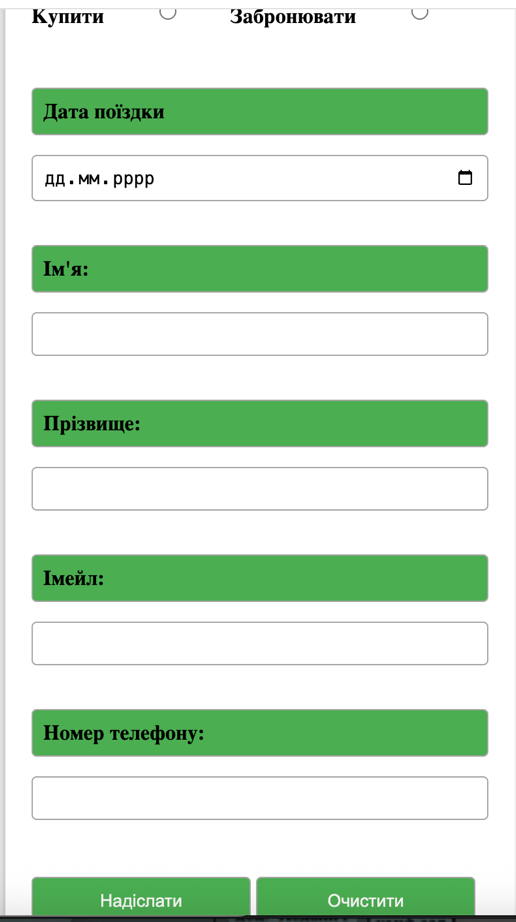 Купити Забронювати
Дата поїздки
дд.мм.рррр
Ім'я:
Прізвище:
Імейл:
Номер телефону:
Надіслати Очистити